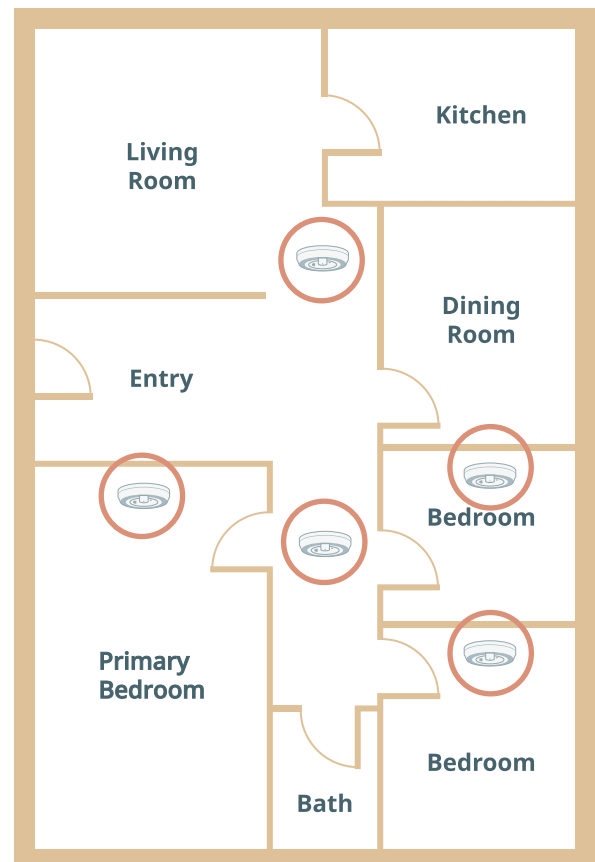 Kitchen
Living
Room
Dining
Room
Entry
Bedroom
Primary
Bedroom
Bedroom
Bath